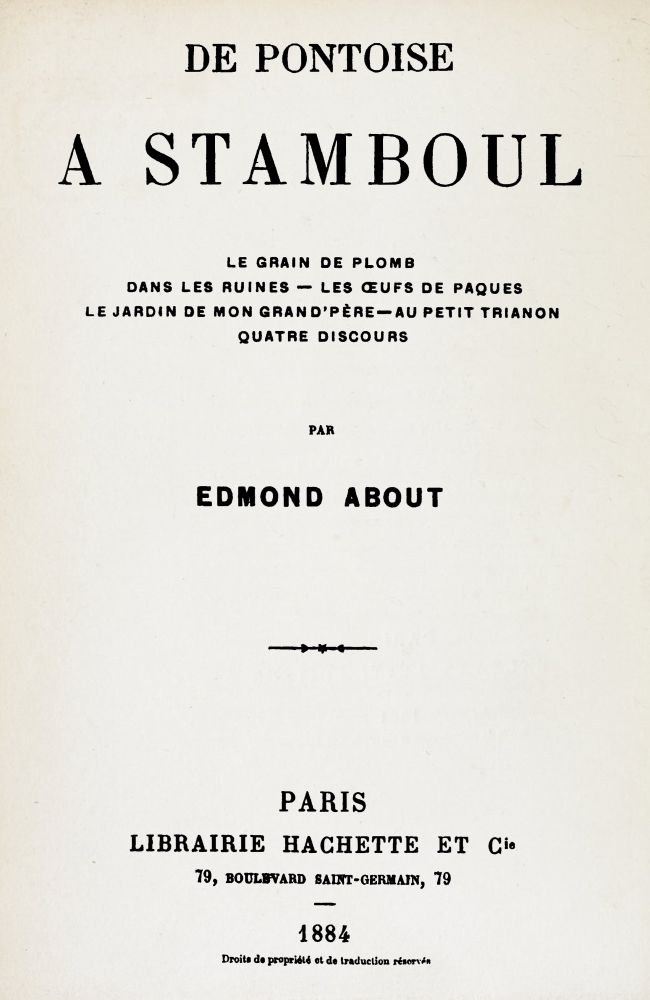 DE PONTOISE
A STAMBOUL
LE GRAIN DE PLOMB
DANS LES RUINES — LES ŒUFS DE PAQUES
LE JARDIN DE MON GRAND'PÈRE — AU PETIT TRIANON
QUATRE DISCOURS
PAR
EDMOND ABOUT
PARIS
LIBRAIRIE HACHETTE ET Cie
79, BOULEVARD SAINT-GERMAIN, 79
1884
Droits de propriété et de traduction réservés